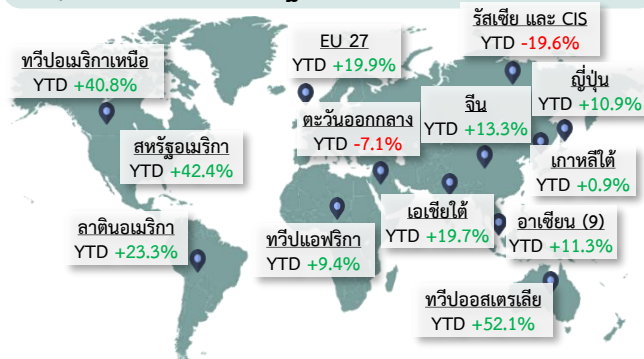 รัสเซีย และ CIS
YTD -19.6%
EU 27
YTD +19.9%
ทวีปอเมริกาเหนือ
YTD +40.8%
ญี่ปุ่น
YTD +10.9%
จีน
YTD +13.3%
ตะวันออกกลาง
YTD -7.1%
สหรัฐอเมริกา
YTD +42.4%
เกาหลีใต้
YTD +0.9%
เอเชียใต้
YTD +19.7%
อาเซียน (9)
YTD +11.3%
ลาตินอเมริกา
YTD +23.3%
ทวีปแอฟริกา
YTD +9.4%
ทวีปออสเตรเลีย
YTD +52.1%